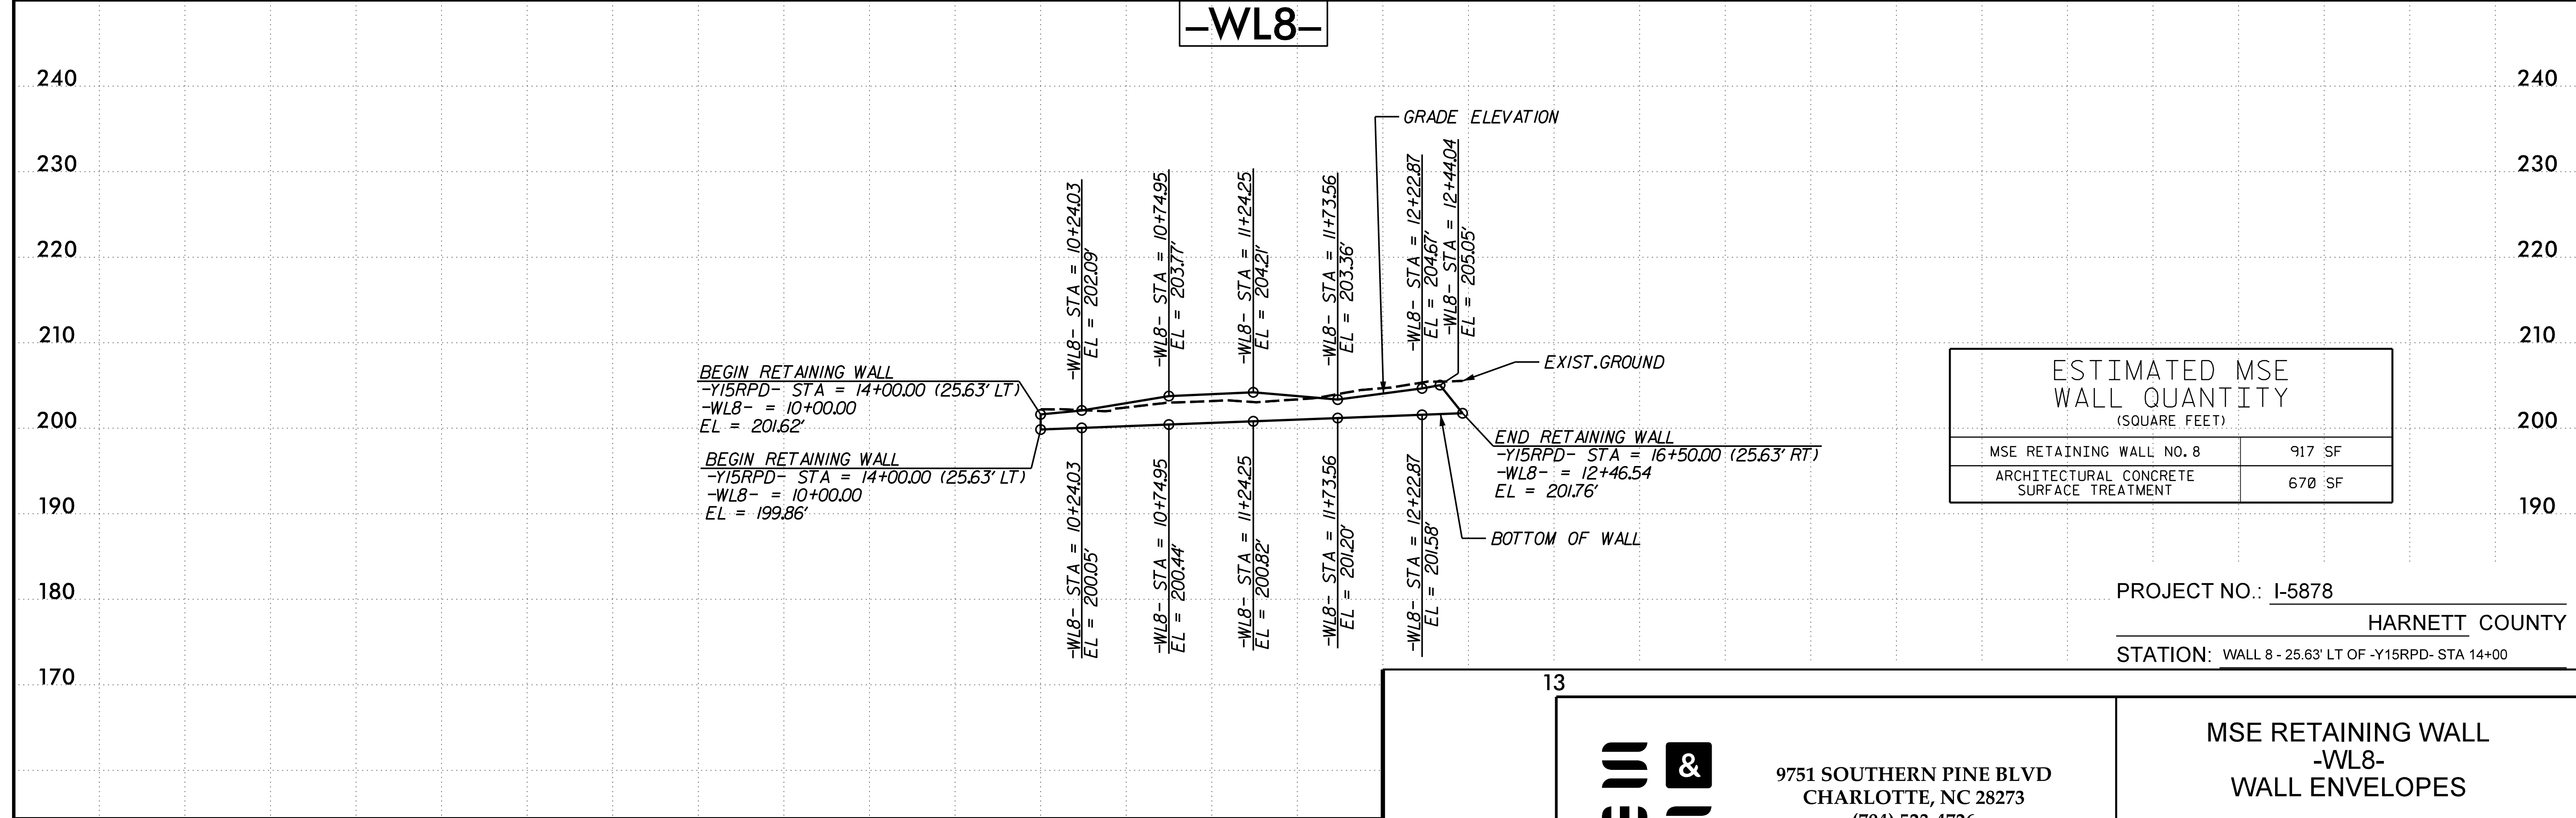 -WL8-
240 240
GRADE ELEVATION
230 230
-WL8- STA = 10+24.03
EL = 202.09'
-WL8- STA = 10+74.95
EL = 203.77'
-WL8- STA = 11+24.25
EL = 204.21'
-WL8- STA = 11+73.56
EL = 203.36'
-WL8- STA = 12+22.87
EL = 204.67'
-WL8- STA = 12+44.04
EL = 205.05'
220 220
210 210
EXIST.GROUND
BEGIN RETAINING WALL
-Y15RPD- STA = 14+00.00 (25.63' LT)
-WL8- = 10+00.00
EL = 201.62'
200 200
BEGIN RETAINING WALL
-Y15RPD- STA = 14+00.00 (25.63' LT)
-WL8- = 10+00.00
EL = 199.86'
END RETAINING WALL
-Y15RPD- STA = 16+50.00 (25.63' RT)
-WL8- = 12+46.54
EL = 201.76'
BOTTOM OF WALL
190 190
-WL8- STA = 10+24.03
EL = 200.05'
-WL8- STA = 10+74.95
EL = 200.44'
-WL8- STA = 11+24.25
EL = 200.82'
-WL8- STA = 11+73.56
EL = 201.20'
-WL8- STA = 12+22.87
EL = 201.58'
180
170
ESTIMATED MSE
WALL QUANTITY
(SQUARE FEET)
MSE RETAINING WALL NO. 8 917 SF
ARCHITECTURAL CONCRETE
SURFACE TREATMENT 670 SF
PROJECT NO.: I-5878
HARNETT COUNTY
STATION: WALL 8 - 25.63' LT OF -Y15RPD- STA 14+00
13
&
9751 SOUTHERN PINE BLVD
CHARLOTTE, NC 28273
MSE RETAINING WALL
-WL8-
WALL ENVELOPES